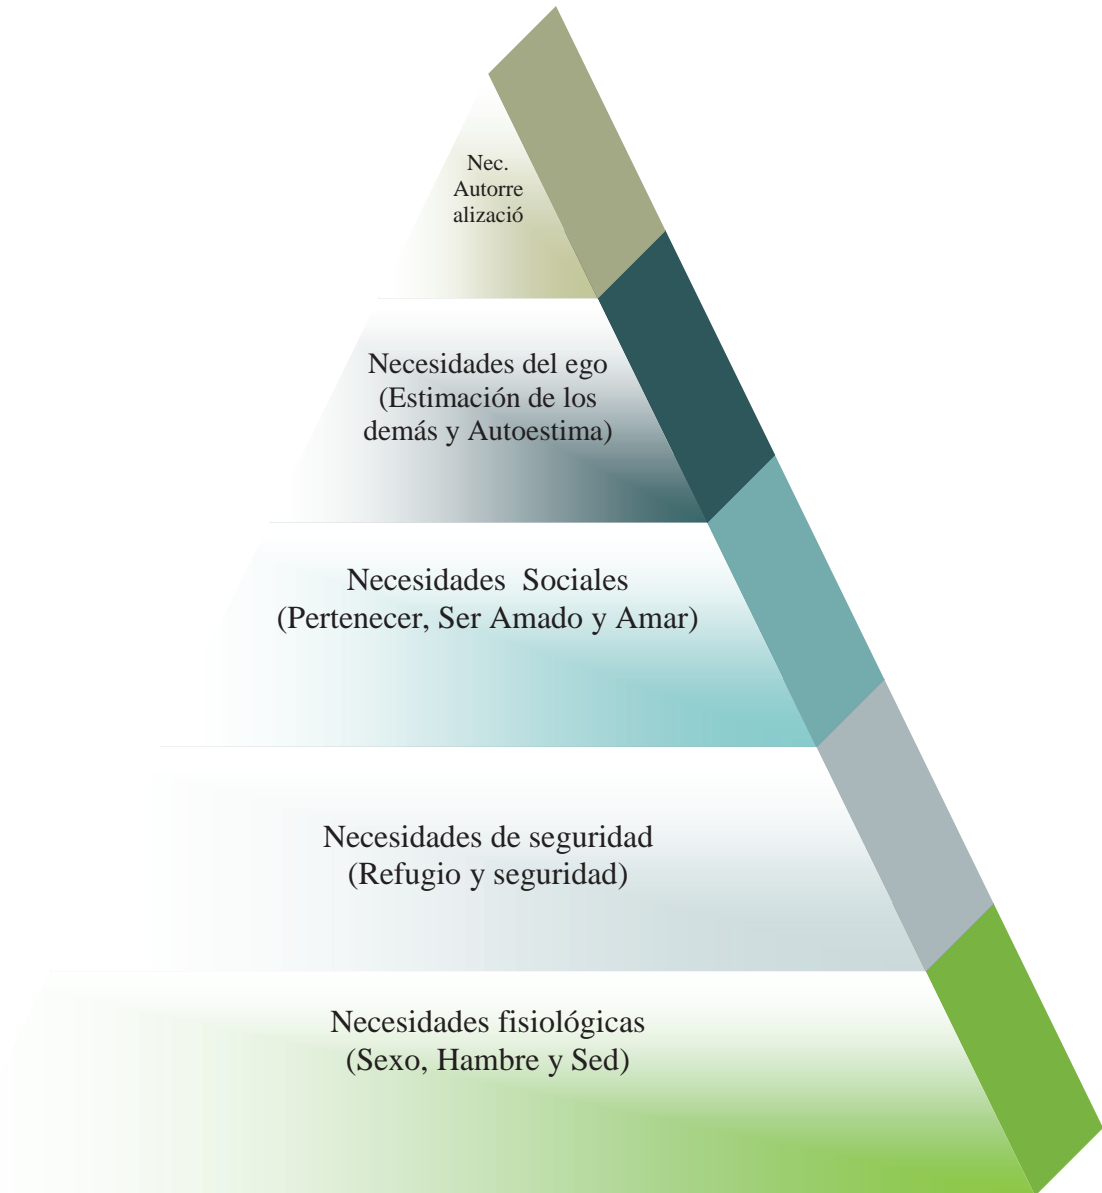 Nec.
Autorre
alizació
Necesidades del ego
(Estimación de los
demás y Autoestima)
Necesidades Sociales
(Pertenecer, Ser Amado y Amar)
Necesidades de seguridad
(Refugio y seguridad)
Necesidades fisiológicas
(Sexo, Hambre y Sed)